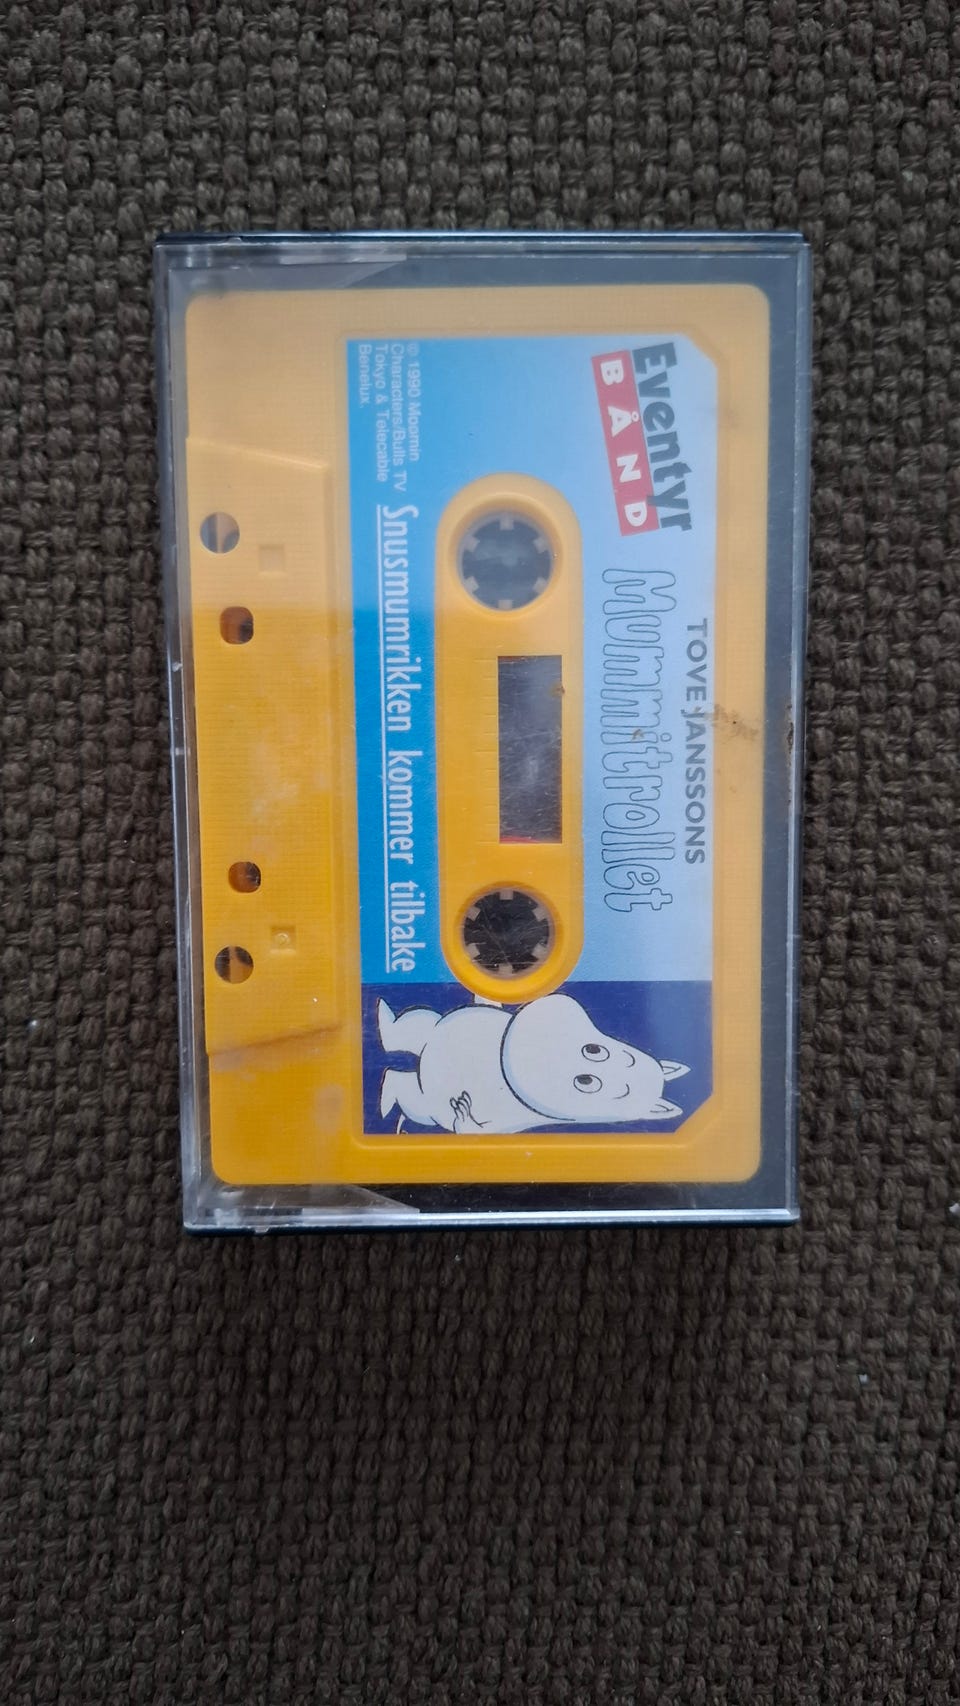 Eventyr
BÅND
TOVE JANSSONS
Mummitrollet
© 1990 Moomin
Characters/Bulls TV
Tokyo & Telecable
Benelux.
Snusmumrikken kommer tilbake